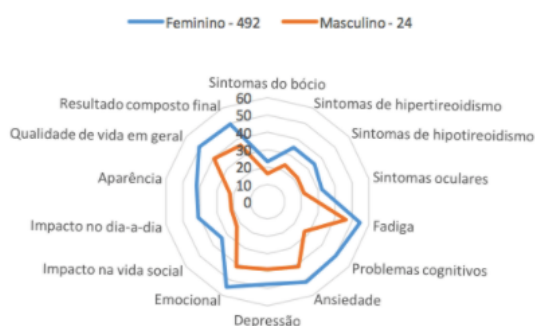 Feminino - 492
Masculino - 24
Sintomas do bócio
Resultado composto final
Sintomas de hipertireoidismo
Qualidade de vida em geral
Sintomas de hipotireoidismo
Aparência
Sintomas oculares
Impacto no dia-a-dia
Fadiga
Impacto na vida social
Problemas cognitivos
Emocional
Ansiedade
Depressão
60
50
40
30
20
10
0